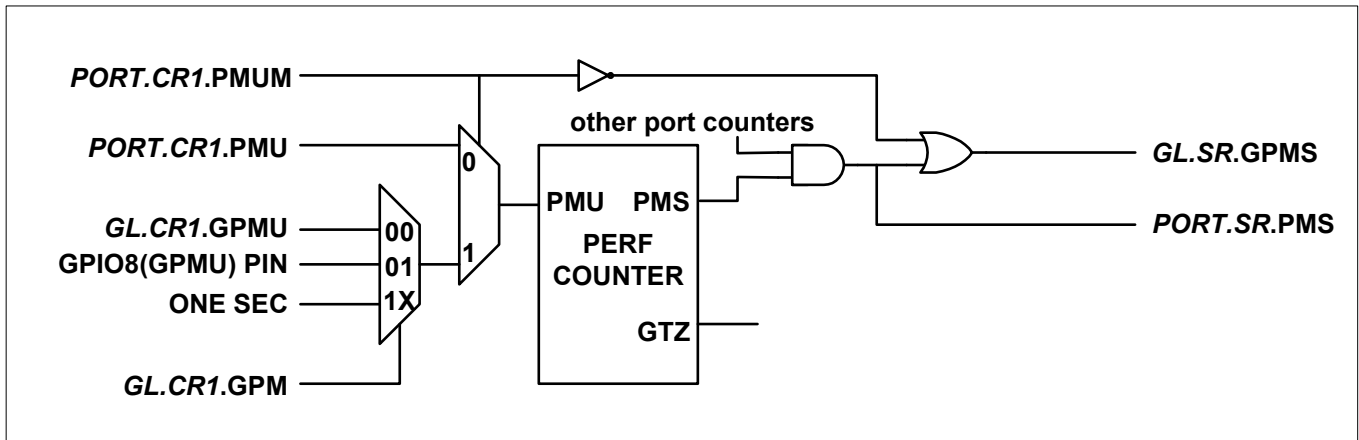 PORT.CR1.PMUM
PORT.CR1.PMU
other port counters
0
GL.SR.GPMS
PMU PMS
PORT.SR.PMS
GL.CR1.GPMU
00
GPIO8(GPMU) PIN
01
1
PERF
COUNTER
ONE SEC
1X
GTZ
GL.CR1.GPM